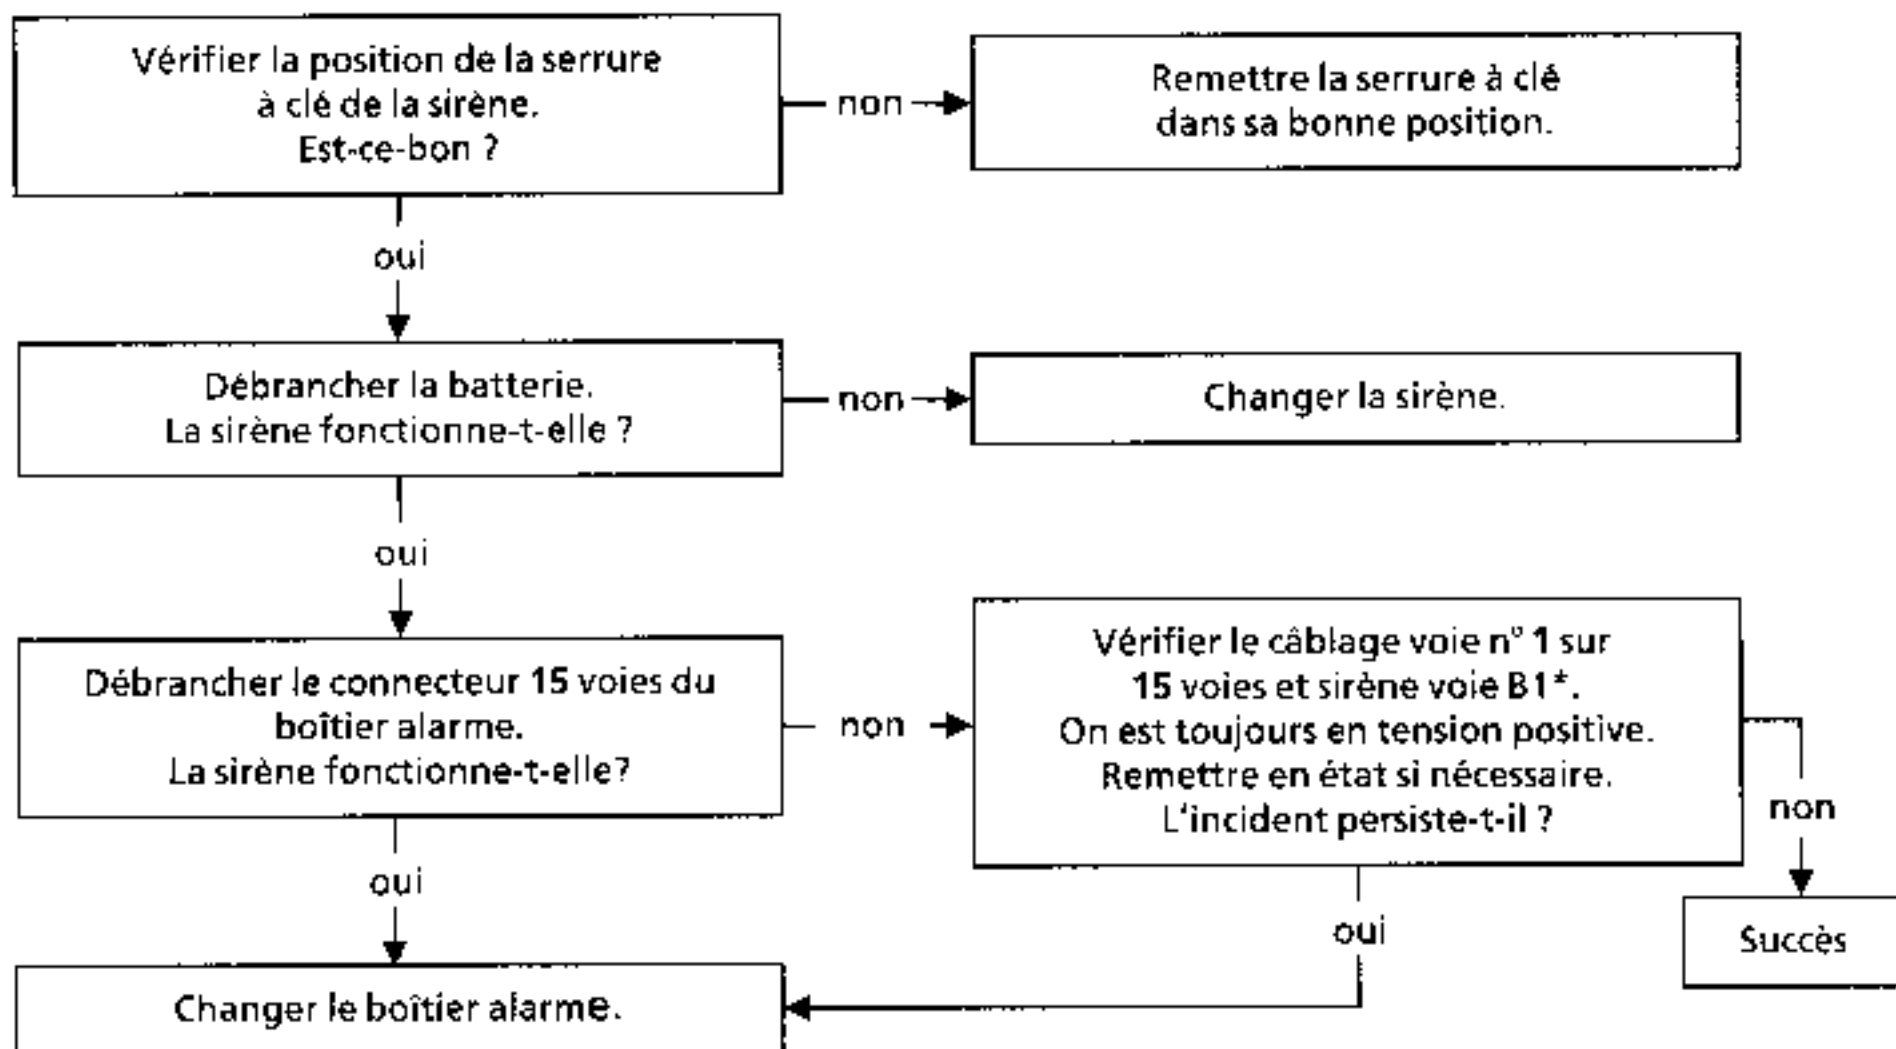 Vérifier la position de la serrure
à clé de la sirène.
Est-ce-bon ?
non
Remettre la serrure à clé
dans sa bonne position.
oui
Débrancher la batterie.
La sirène fonctionne-t-elle ?
non
Changer la sirène.
oui
Débrancher le connecteur 15 voies du
boîtier alarme.
La sirène fonctionne-t-elle?
non
Vérifier le câblage voie n° 1 sur
15 voies et sirène voie B1*.
On est toujours en tension positive.
Remettre en état si nécessaire.
L'incident persiste-t-il ?
non
Succès
oui
oui
Changer le boîtier alarme.